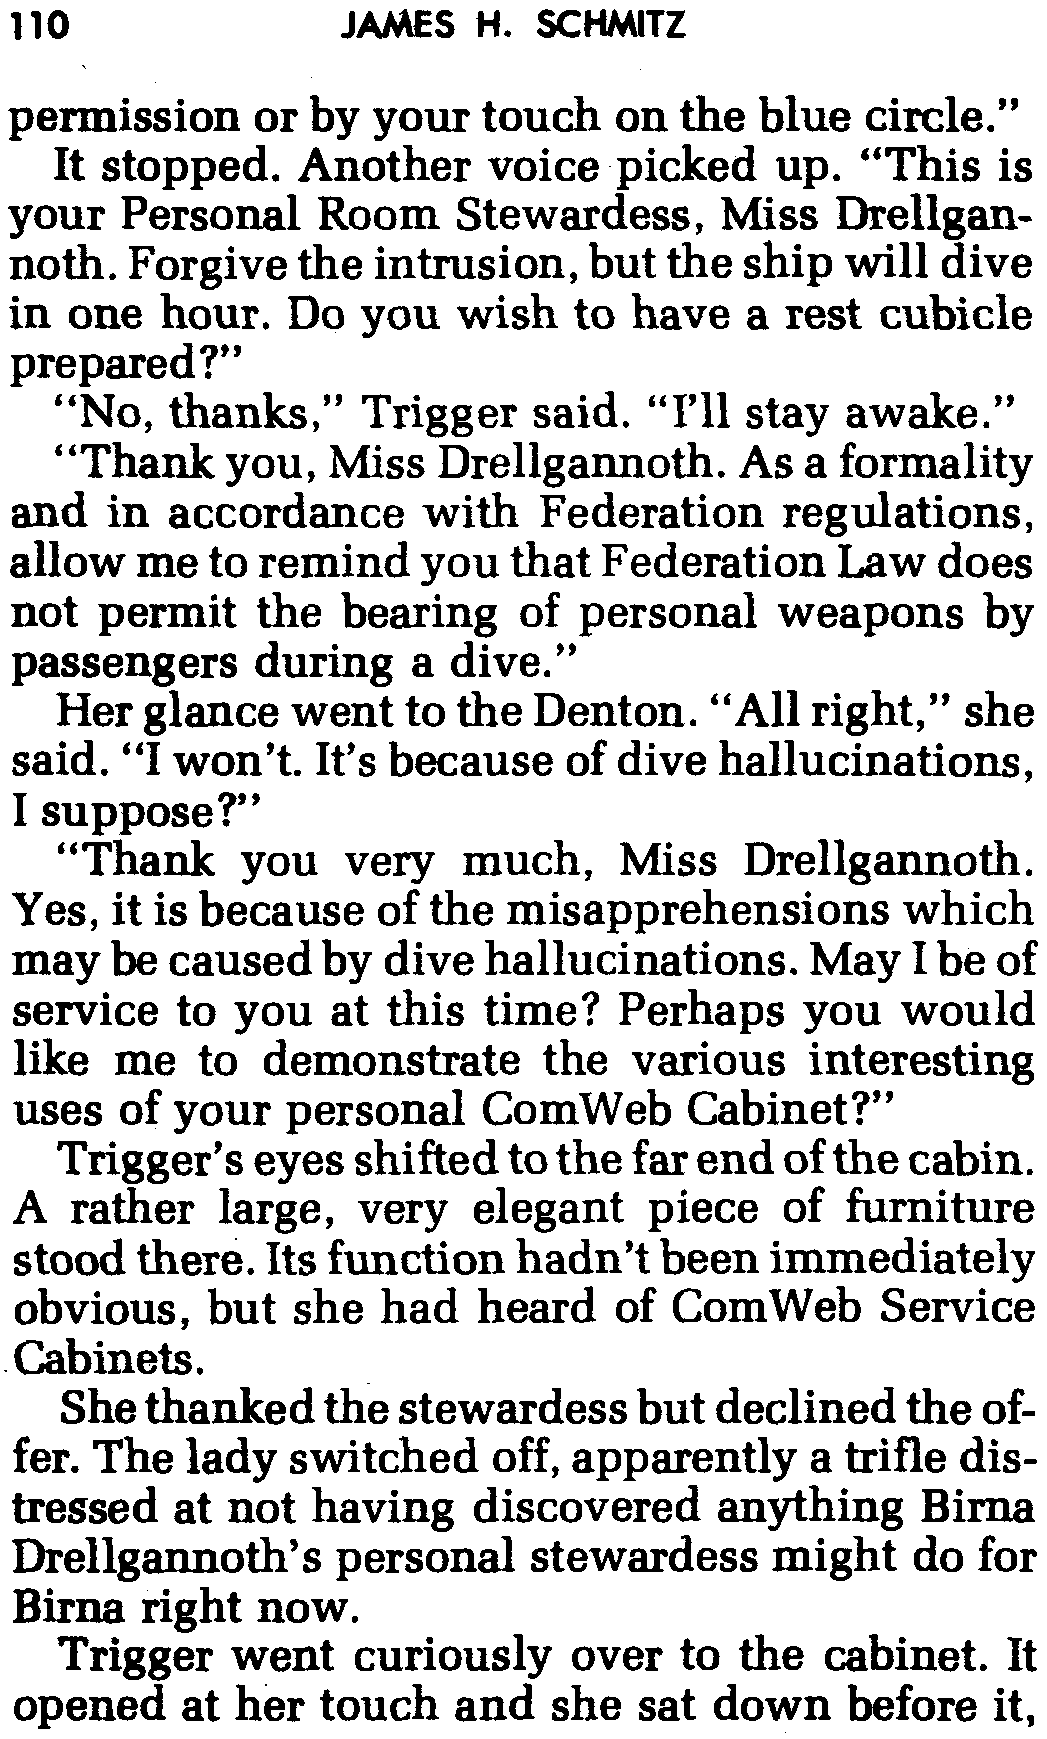 110 JAMES H. SCHMITZ
permission or by your touch on the blue circle."
It stopped. Another voice picked up. "This is
your Personal Room Stewardess, Miss Drellgan-
noth. Forgive the intrusion, but the ship will dive
in one hour. Do you wish to have a rest cubicle
prepared?"
"No, thanks," Trigger said. "I'll stay awake."
"Thank you, Miss Drellgannoth. As a formality
and in accordance with Federation regulations,
allow me to remind you that Federation Law does
not permit the bearing of personal weapons by
passengers during a dive."
Her glance went to the Denton. "All right," she
said. "I won't. It's because of dive hallucinations,
I suppose?"
"Thank you very much, Miss Drellgannoth.
Yes, it is because of the misapprehensions which
may be caused by dive hallucinations. May I be of
service to you at this time? Perhaps you would
like me to demonstrate the various interesting
uses of your personal ComWeb Cabinet?"
Trigger's eyes shifted to the far end of the cabin.
A rather large, very elegant piece of furniture
stood there. Its function hadn't been immediately
obvious, but she had heard of ComWeb Service
Cabinets.
She thanked the stewardess but declined the of-
fer. The lady switched off, apparently a trifle dis-
tressed at not having discovered anything Birna
Drellgannoth's personal stewardess might do for
Birna right now.
Trigger went curiously over to the cabinet. It
opened at her touch and she sat down before it,